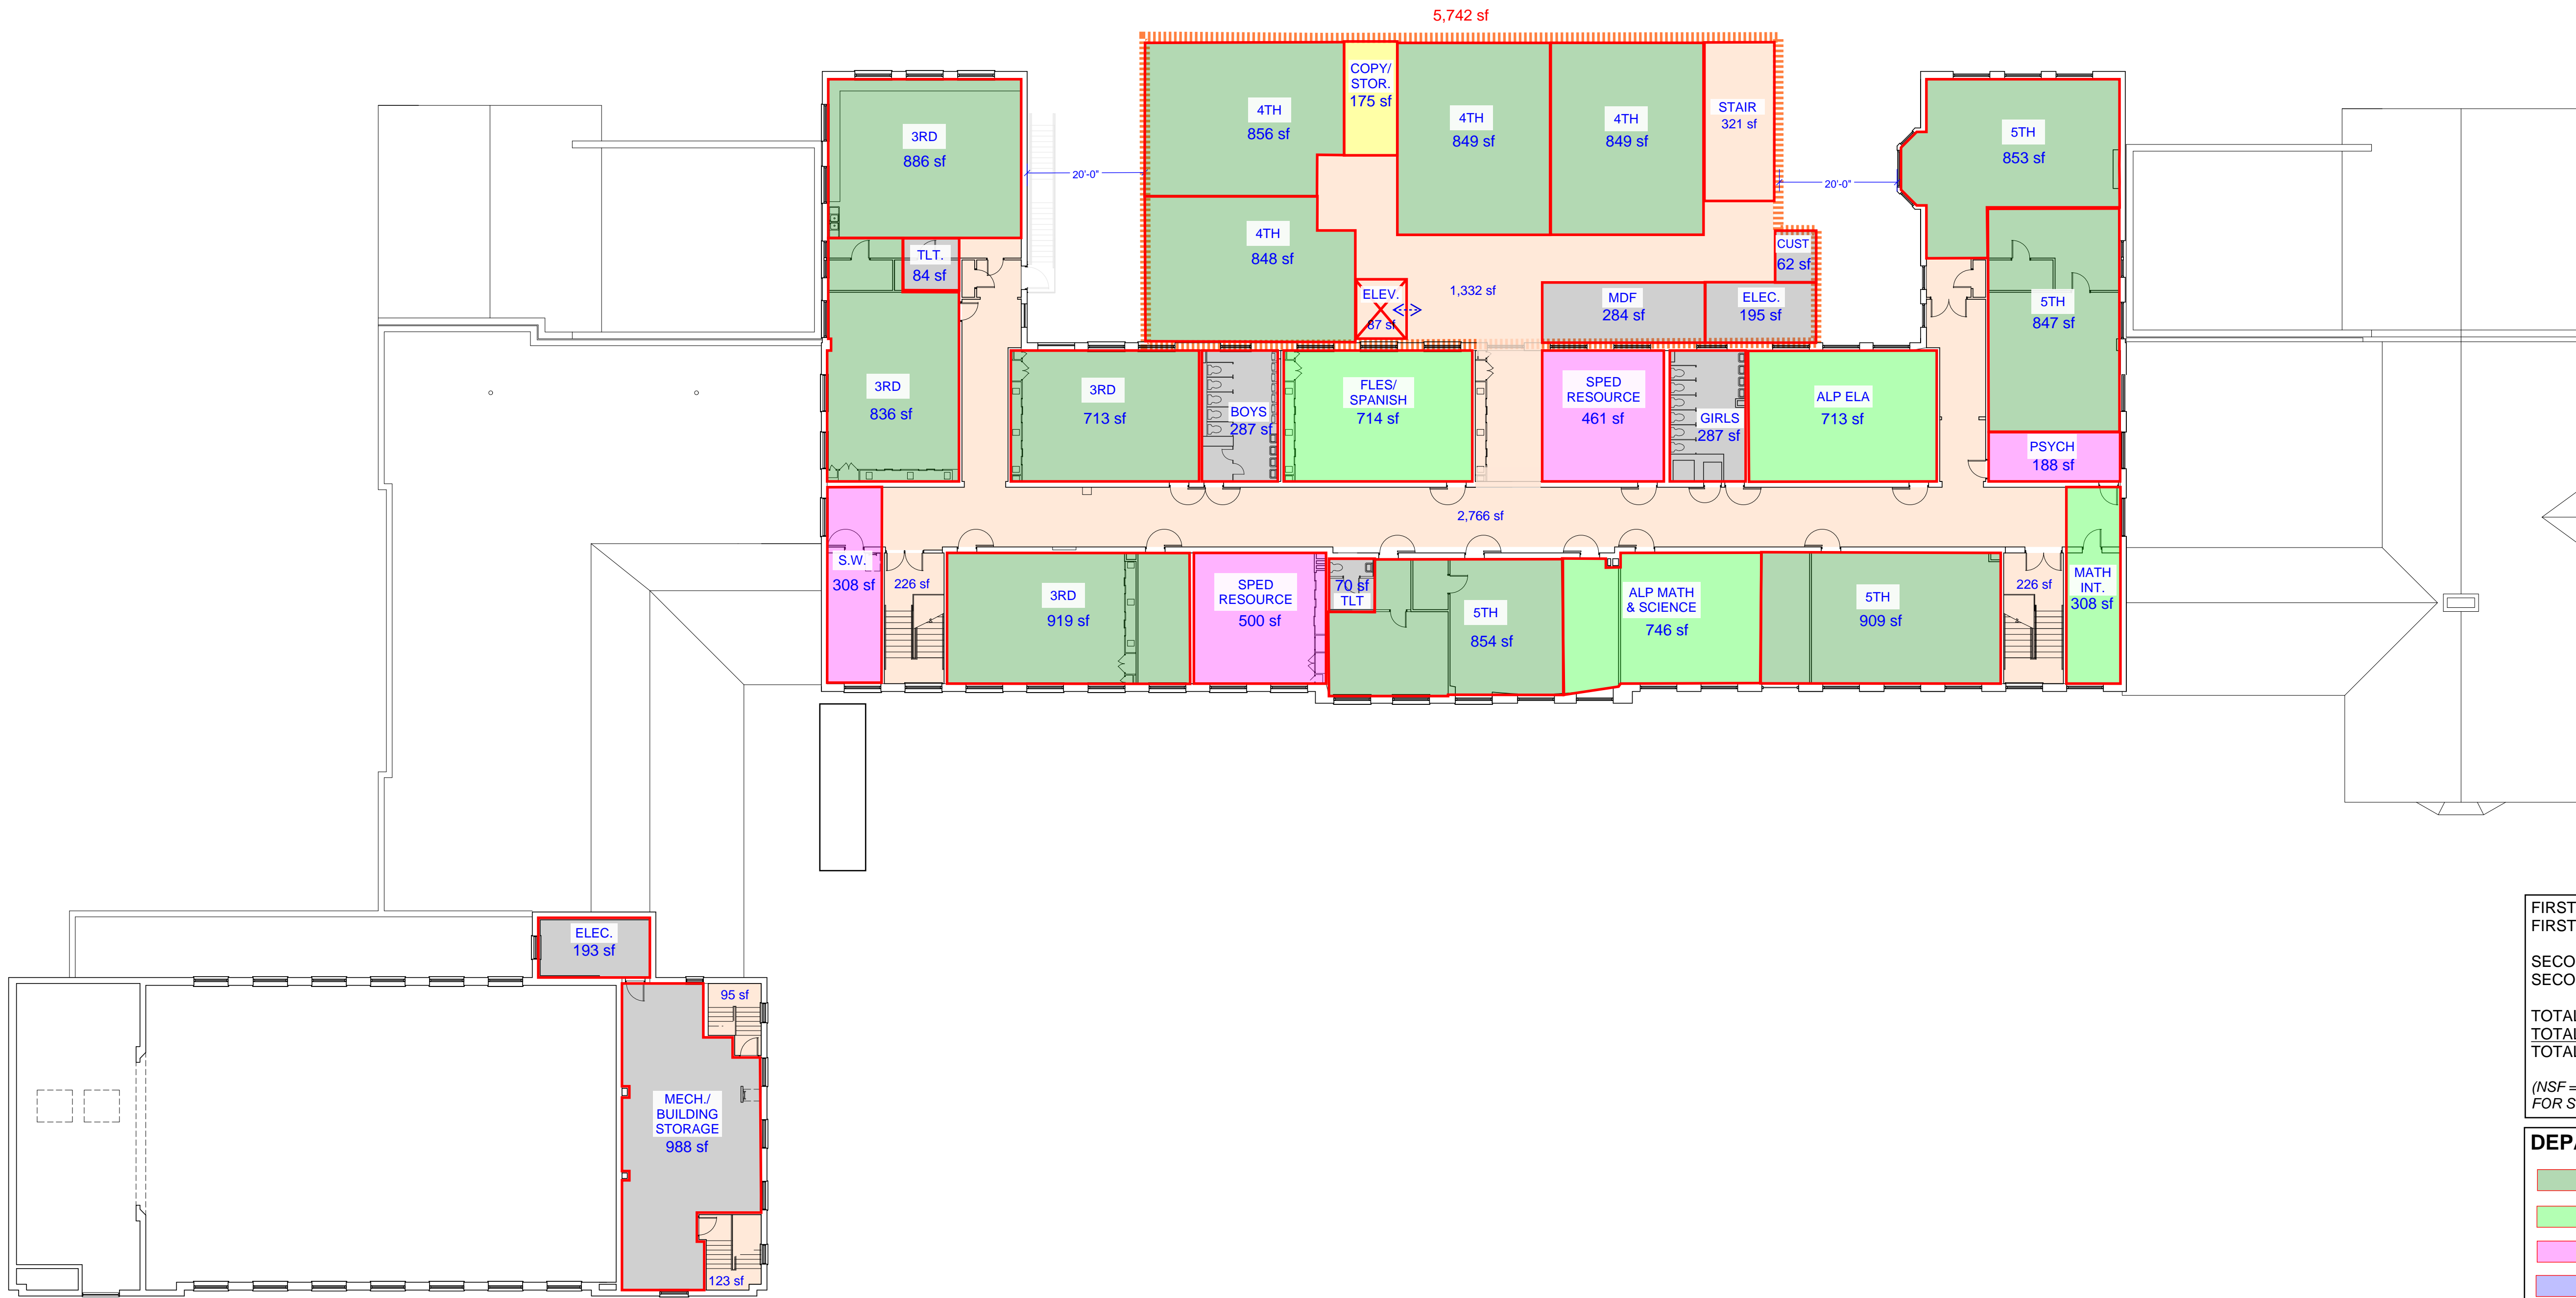 5,742 sf
4TH
856 sf
COPY/
STOR.
175 sf
4TH
849 sf
4TH
849 sf
STAIR
321 sf
3RD
886 sf
20'-0"
20'-0"
5TH
853 sf
4TH
848 sf
CUST
62 sf
TLT.
84 sf
ELEV.
87 sf
1,332 sf
MDF
284 sf
ELEC.
195 sf
5TH
847 sf
3RD
836 sf
3RD
713 sf
BOYS
287 sf
FLES/
SPANISH
714 sf
SPED
RESOURCE
461 sf
GIRLS
287 sf
ALP ELA
713 sf
PSYCH
188 sf
2,766 sf
S.W.
308 sf
226 sf
3RD
919 sf
SPED
RESOURCE
500 sf
70 sf
TLT
5TH
854 sf
ALP MATH
& SCIENCE
746 sf
5TH
909 sf
226 sf
MATH
INT.
308 sf
ELEC.
193 sf
95 sf
MECH./
BUILDING
STORAGE
988 sf
123 sf
FIRST
FIRST
SECO
SECO
TOTAL
TOTAL
TOTAL
(NSF =
FOR S
DEPA